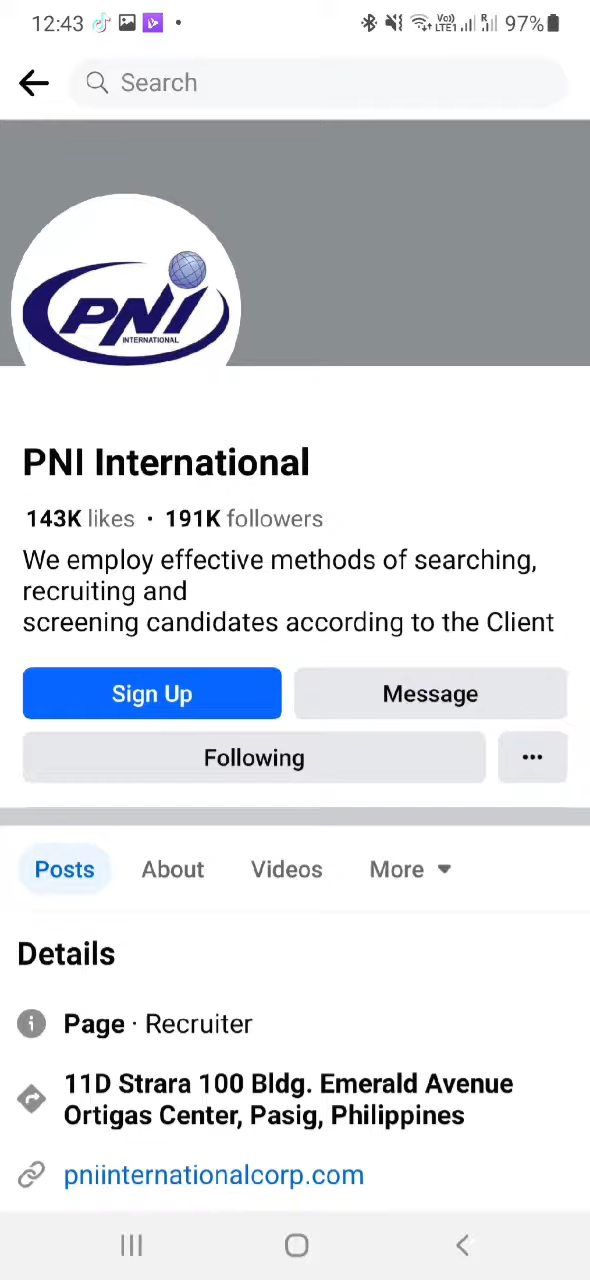 12:43
Vo))
LTE1
R
97%
Search
PNI
INTERNATIONAL
PNI International
143K likes · 191K followers
We employ effective methods of searching,
recruiting and
screening candidates according to the Client
Sign Up
Message
Following
Posts
About
Videos
More
Details
Page · Recruiter
11D Strara 100 Bldg. Emerald Avenue
Ortigas Center, Pasig, Philippines
pniinternationalcorp.com